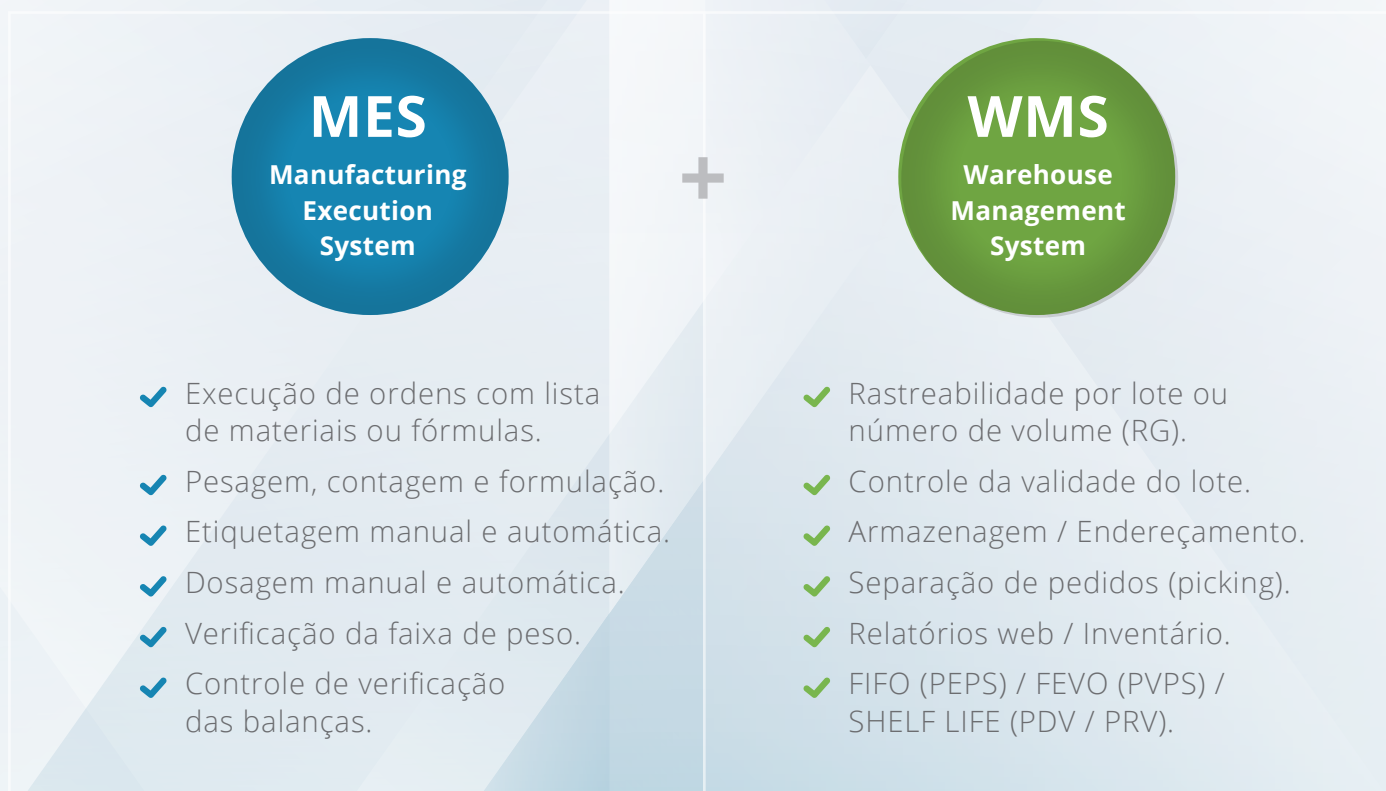 MES
Manufacturing
Execution
System
+
WMS
Warehouse
Management
System
Execução de ordens com lista
de materiais ou fórmulas.
Pesagem, contagem e formulação.
Etiquetagem manual e automática.
Dosagem manual e automática.
Verificação da faixa de peso.
Controle de verificação
das balanças.
Rastreabilidade por lote ou
número de volume (RG).
Controle da validade do lote.
Armazenagem / Endereçamento.
Separação de pedidos (picking).
Relatórios web / Inventário.
FIFO (PEPS) / FEVO (PVPS) /
SHELF LIFE (PDV / PRV).